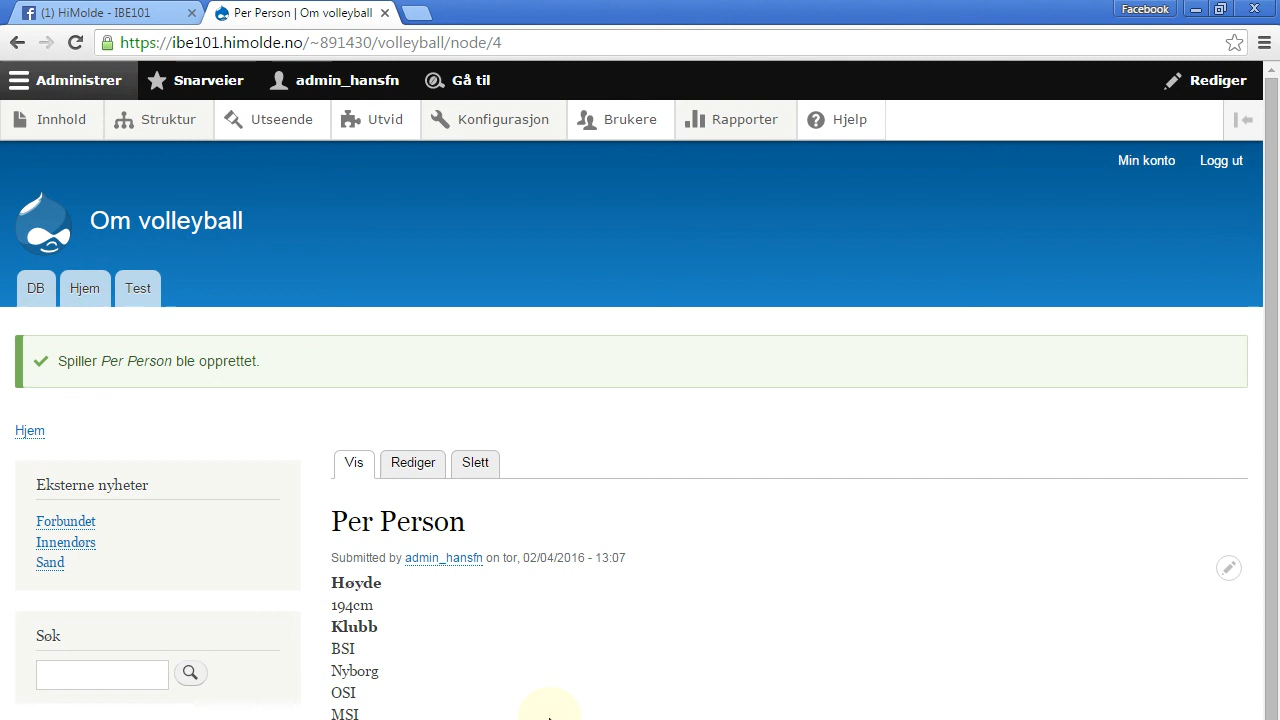 (1) HiMolde - IBE101
Per Person | Om volleyball
Facebook
https://ibe101.himolde.no/~891430/volleyball/node/4
Administrer
Snarveier
admin_hansfn
Gå til
Rediger
Innhold
Struktur
Utseende
Utvid
Konfigurasjon
Brukere
Rapporter
Hjelp
Min konto
Logg ut
Om volleyball
DB
Hjem
Test
Spiller Per Person ble opprettet.
Hjem
Eksterne nyheter
Forbundet
Innendørs
Sand
Søk
Vis
Rediger
Slett
Per Person
Submitted by admin_hansfn on tor, 02/04/2016 - 13:07
Høyde
194cm
Klubb
BSI
Nyborg
OSI
MSI